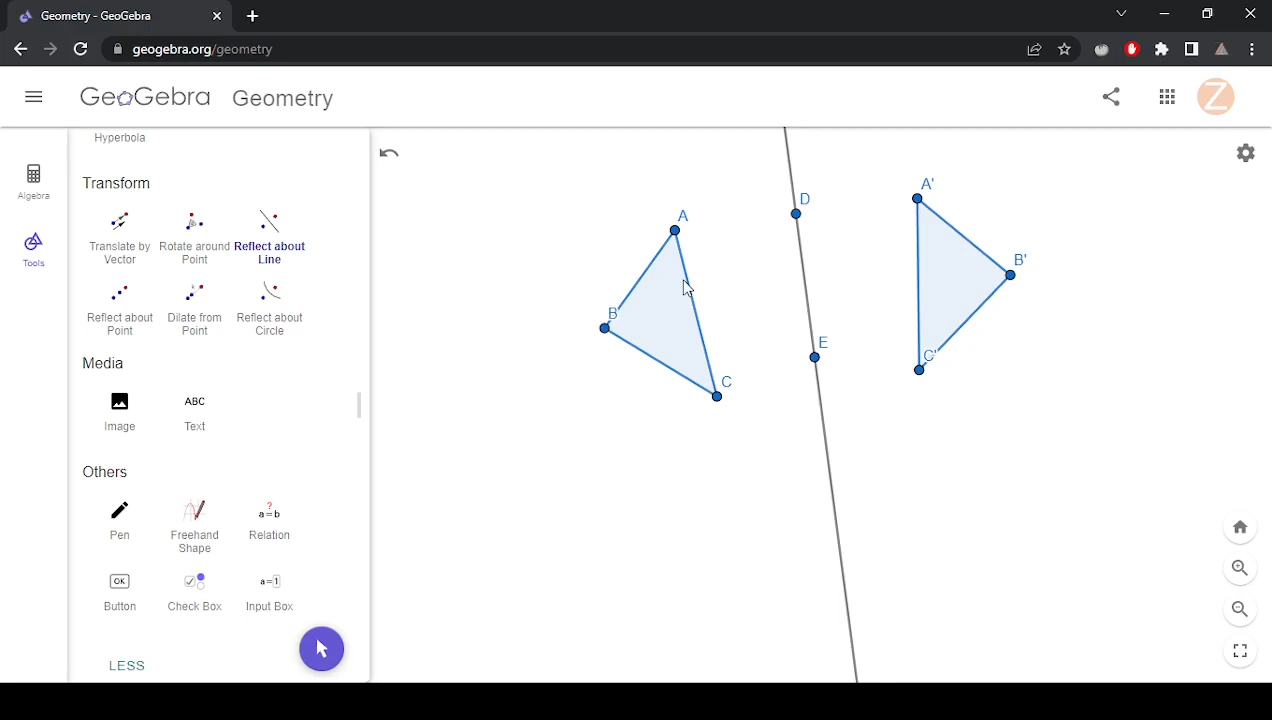 Geometry - GeoGebra
geogebra.org/geometry
GeoGebra Geometry
Z
Algebra
Tools
Hyperbola
Transform
Translate by Vector
Rotate around Point
Reflect about Line
Reflect about Point
Dilate from Point
Reflect about Circle
Media
Image
ABC
Text
Others
Pen
Freehand Shape
a=b
?
Relation
OK
Button
Check Box
a=1
Input Box
LESS
A
B
C
D
E
A'
B'
C'